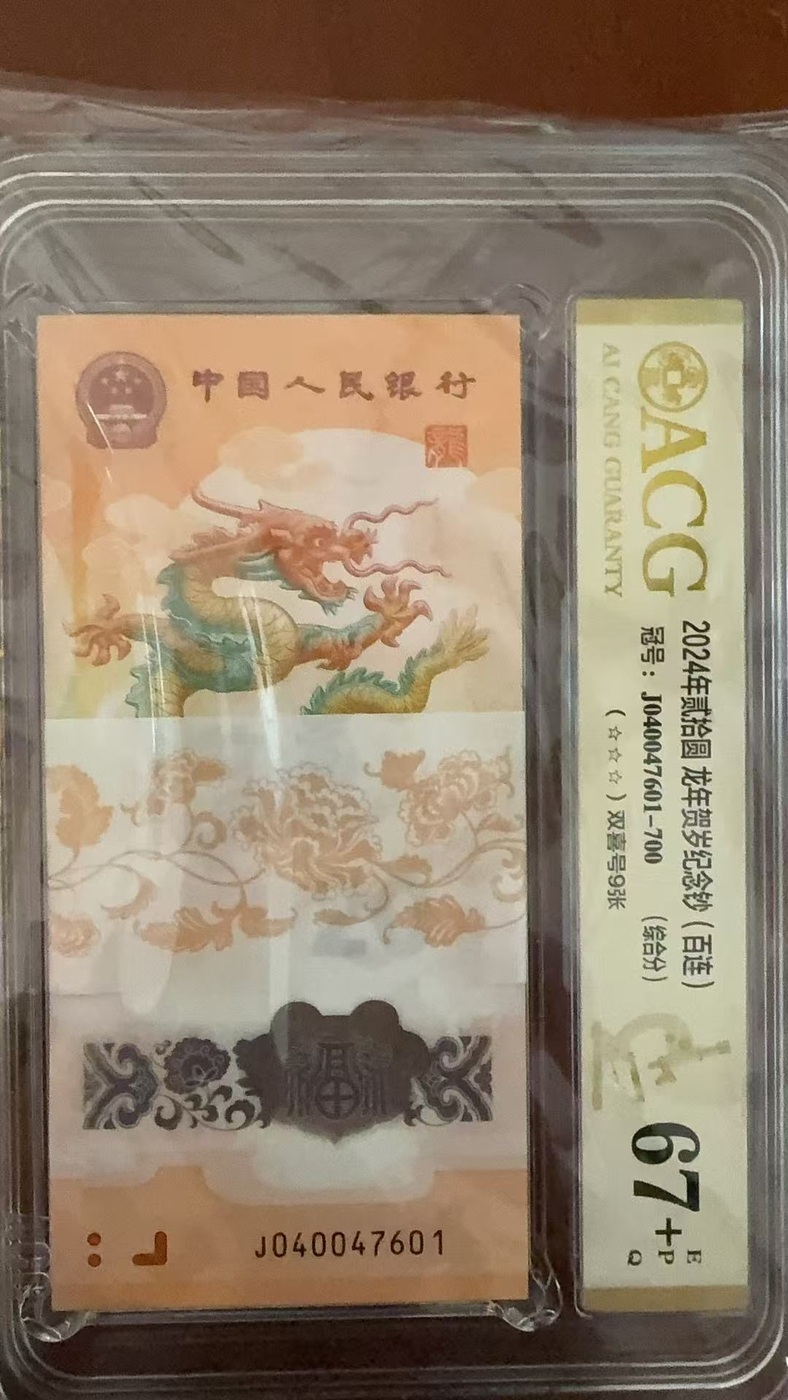 中国人民银行
龍
福
J040047601
ACG
AI CANG GUARANTY
2024年贰拾圆 龙年贺岁纪念钞（百连）
冠号：J040047601-700 （综合分）
（☆☆☆）双喜号9张
67+
E
P
Q